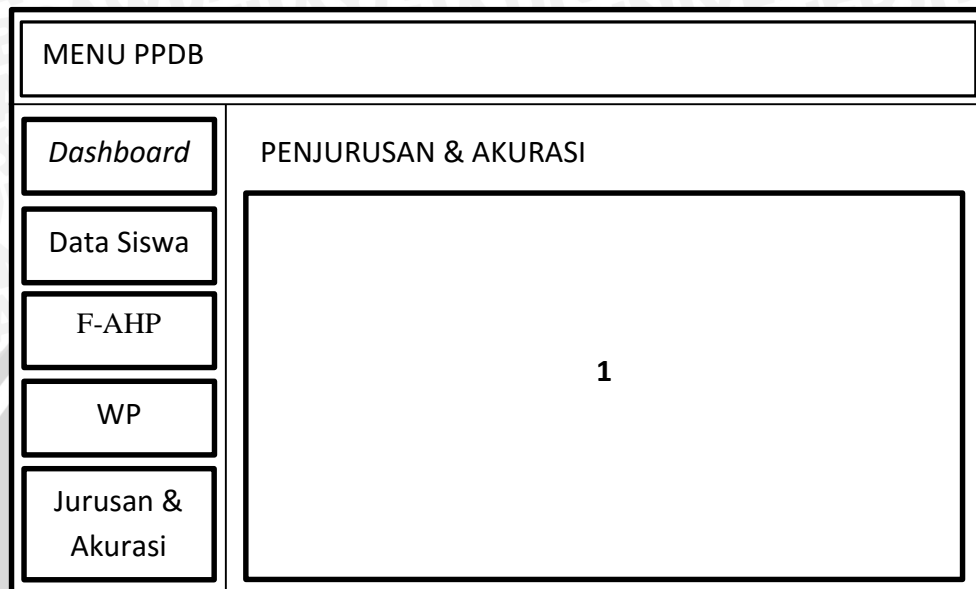 MENU PPDB
Dashboard
Data Siswa
F-AHP
WP
Jurusan &
Akurasi
PENJURUSAN & AKURASI
1